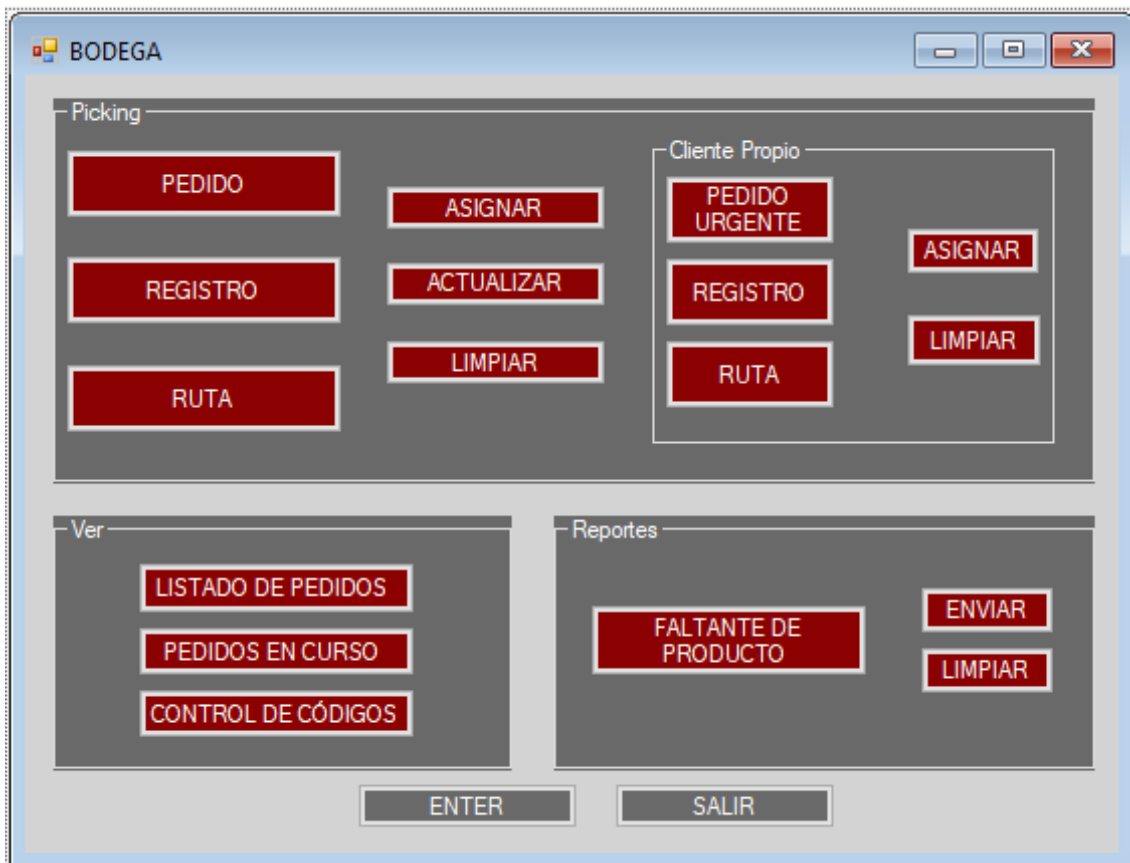 BODEGA
Picking
PEDIDO
REGISTRO
RUTA
ASIGNAR
ACTUALIZAR
LIMPIAR
Cliente Propio
PEDIDO
URGENTE
REGISTRO
RUTA
ASIGNAR
LIMPIAR
Ver
LISTADO DE PEDIDOS
PEDIDOS EN CURSO
CONTROL DE CÓDIGOS
Reportes
FALTANTE DE
PRODUCTO
ENVIAR
LIMPIAR
ENTER
SALIR